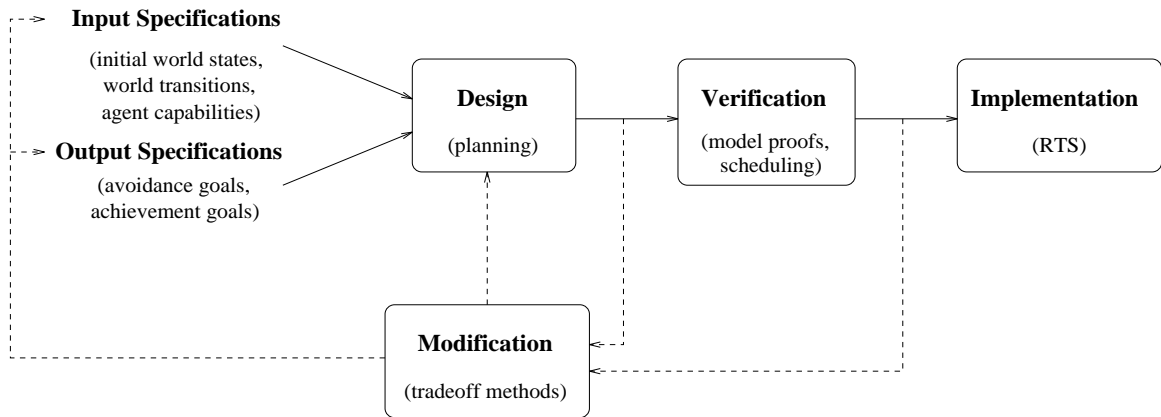 Input Specifications
(initial world states,
world transitions,
agent capabilities)
Output Specifications
(avoidance goals,
achievement goals)
Design
(planning)
Verification
(model proofs,
scheduling)
Implementation
(RTS)
Modification
(tradeoff methods)